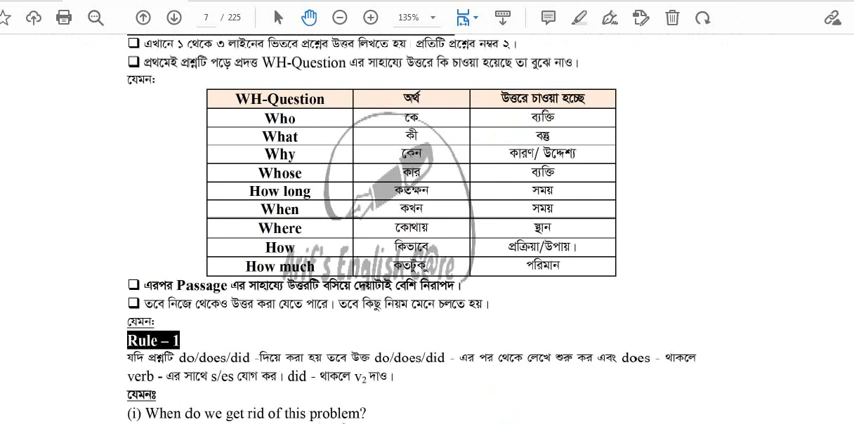 7 / 225
135%
❑ এখানে ১ থেকে ৩ লাইনের ভিতরে প্রশ্নের উত্তর লিখতে হয়। প্রতিটি প্রশ্নের নম্বর ২।
❑ প্রথমেই প্রশ্নটি পড়ে প্রদত্ত WH-Question এর সাহায্যে উত্তরে কি চাওয়া হয়েছে তা বুঝে নাও।
যেমন:
WH-Question অর্থ উত্তরে চাওয়া হচ্ছে
Who কে ব্যক্তি
What কী বস্তু
Why কেন কারণ/ উদ্দেশ্য
Whose কার ব্যক্তি
How long কতক্ষন সময়
When কখন সময়
Where কোথায় স্থান
How কিভাবে প্রক্রিয়া/উপায়।
How much কতটুকু পরিমান
Arif's English C@re
❑ এরপর Passage এর সাহায্যে উত্তরটি বসিয়ে দেয়াটাই বেশি নিরাপদ।
❑ তবে নিজে থেকেও উত্তর করা যেতে পারে। তবে কিছু নিয়ম মেনে চলতে হয়।
যেমন:
Rule – 1
যদি প্রশ্নটি do/does/did -দিয়ে করা হয় তবে উক্ত do/does/did - এর পর থেকে লেখে শুরু কর এবং does - থাকলে
verb - এর সাথে s/es যোগ কর। did - থাকলে v₂ দাও।
যেমনঃ
(i) When do we get rid of this problem?